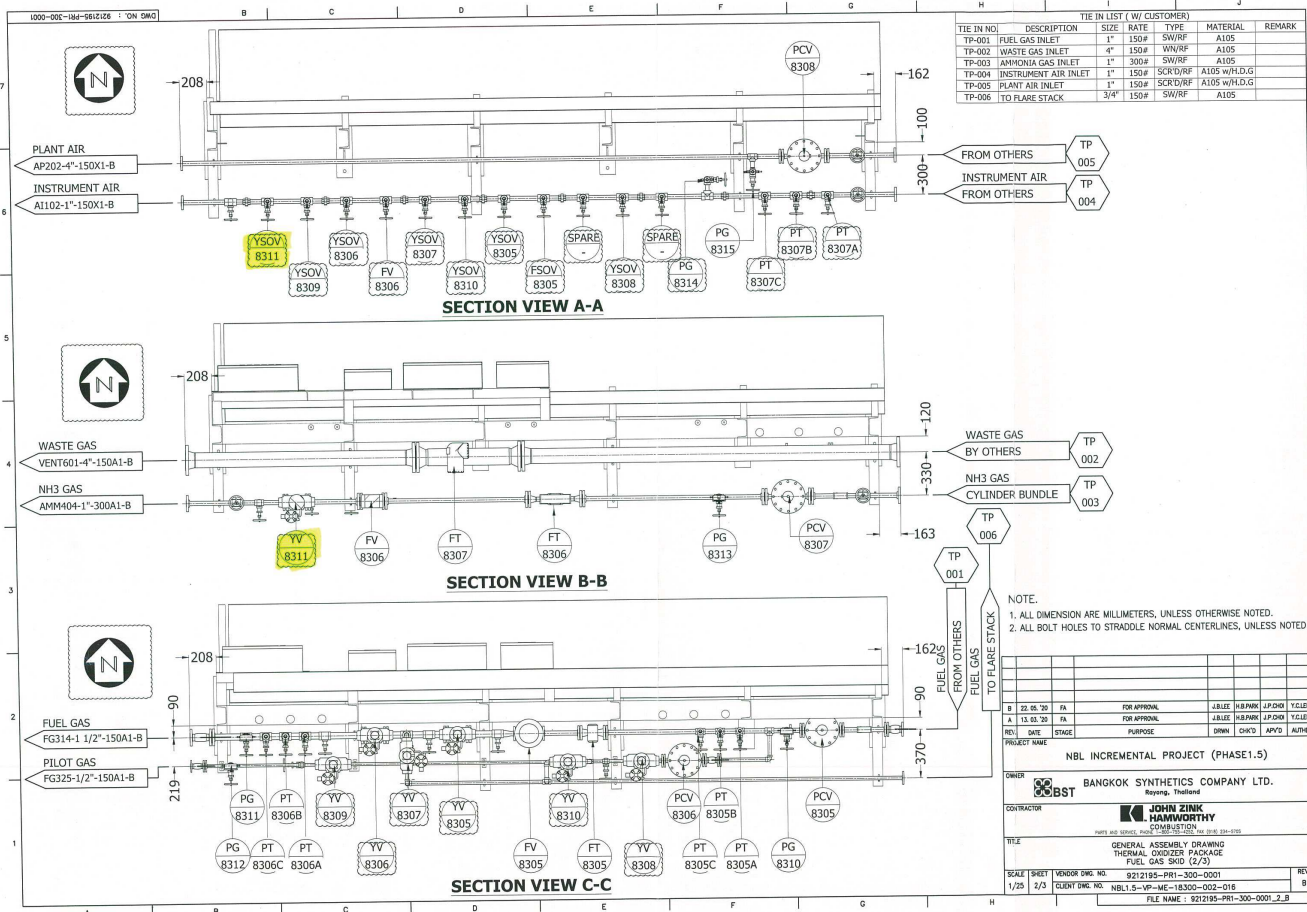 DWG NO. : 9212195-PR1-300-0001
B C D E F G H I J
7
6
5
4
3
2
1
TIE IN LIST ( W/ CUSTOMER)
TIE IN NO. DESCRIPTION SIZE RATE TYPE MATERIAL REMARK
TP-001 FUEL GAS INLET 1" 150# SW/RF A105
TP-002 WASTE GAS INLET 4" 150# WN/RF A105
TP-003 AMMONIA GAS INLET 1" 300# SW/RF A105
TP-004 INSTRUMENT AIR INLET 1" 150# SCR'D/RF A105 w/H.D.G
TP-005 PLANT AIR INLET 1" 150# SCR'D/RF A105 w/H.D.G
TP-006 TO FLARE STACK 3/4" 150# SW/RF A105
N
208
PCV
8308
162
100
300
PLANT AIR
AP202-4"-150X1-B
INSTRUMENT AIR
AI102-1"-150X1-B
FROM OTHERS
TP
005
INSTRUMENT AIR
FROM OTHERS
TP
004
YSOV
8311
YSOV
8309
YSOV
8306
FV
8306
YSOV
8307
YSOV
8310
YSOV
8305
FSOV
8305
SPARE
-
YSOV
8308
SPARE
-
PG
8314
PG
8315
PT
8307C
PT
8307B
PT
8307A
SECTION VIEW A-A
N
208
120
330
163
WASTE GAS
VENT601-4"-150A1-B
NH3 GAS
AMM404-1"-300A1-B
WASTE GAS
BY OTHERS
TP
002
NH3 GAS
CYLINDER BUNDLE
TP
003
YV
8311
FV
8306
FT
8307
FT
8306
PG
8313
PCV
8307
SECTION VIEW B-B
TP
006
TP
001
FUEL GAS
FROM OTHERS
FUEL GAS
TO FLARE STACK
N
208
162
90
90
370
219
FUEL GAS
FG314-1 1/2"-150A1-B
PILOT GAS
FG325-1/2"-150A1-B
PG
8312
PG
8311
PT
8306C
PT
8306B
PT
8306A
YV
8309
YV
8306
YV
8307
YV
8305
FV
8305
YV
8310
FT
8305
YV
8308
PCV
8306
PT
8305C
PT
8305B
PT
8305A
PG
8310
PCV
8305
SECTION VIEW C-C
NOTE.
1. ALL DIMENSION ARE MILLIMETERS, UNLESS OTHERWISE NOTED.
2. ALL BOLT HOLES TO STRADDLE NORMAL CENTERLINES, UNLESS NOTED
B 22. 05. '20 FA FOR APPROVAL J.B.LEE H.B.PARK J.P.CHOI Y.C.LEE
A 13. 03. '20 FA FOR APPROVAL J.B.LEE H.B.PARK J.P.CHOI Y.C.LEE
REV. DATE STAGE PURPOSE DRWN CHK'D APV'D AUTH
PROJECT NAME
NBL INCREMENTAL PROJECT (PHASE1.5)
OWNER
BST BANGKOK SYNTHETICS COMPANY LTD.
Rayong, Thailand
CONTRACTOR
JOHN ZINK
HAMWORTHY
COMBUSTION
TITLE
GENERAL ASSEMBLY DRAWING
THERMAL OXIDIZER PACKAGE
FUEL GAS SKID (2/3)
SCALE SHEET VENDOR DWG. NO. 9212195-PR1-300-0001 REV
1/25 2/3 CLIENT DWG. NO. NBL1.5-VP-ME-18300-002-016 B
FILE NAME : 9212195-PR1-300-0001_2_B